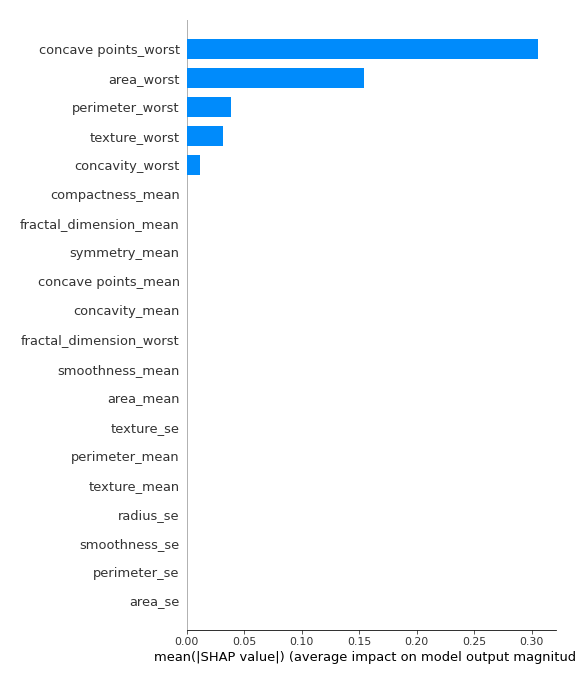 concave points_worst
area_worst
perimeter_worst
texture_worst
concavity_worst
compactness_mean
fractal_dimension_mean
symmetry_mean
concave points_mean
concavity_mean
fractal_dimension_worst
smoothness_mean
area_mean
texture_se
perimeter_mean
texture_mean
radius_se
smoothness_se
perimeter_se
area_se
0.00 0.05 0.10 0.15 0.20 0.25 0.30
mean(|SHAP value|) (average impact on model output magnitud